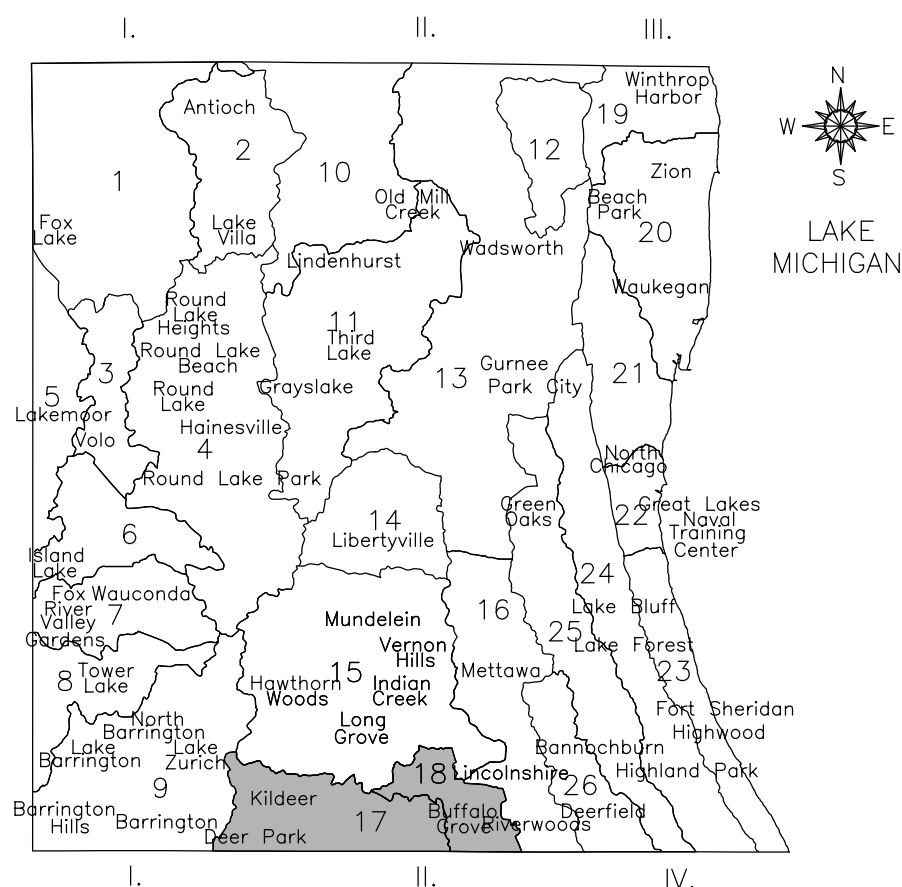 I.
II.
III.
N
W
E
S
LAKE
MICHIGAN
Winthrop
Harbor
19
Antioch
2
12
1
10
Zion
Old Mill
Creek
Beach
Park
20
Fox
Lake
Lake
Villa
Wadsworth
Lindenhurst
Waukegan
Round
Lake
Heights
11
Third
Lake
Round Lake
Beach
3
13
Gurnee
Park City
21
5
Lakemoor
Round
Lake
Grayslake
Volo
Hainesville
4
Round Lake Park
North
Chicago
Green
Oaks
22
Great Lakes
Naval
Training
Center
14
Libertyville
6
Island
Lake
24
Fox
River
Valley
Gardens
Wauconda
7
16
Lake Bluff
Mundelein
25
Lake Forest
Vernon
Hills
8
Tower
Lake
Hawthorn
Woods
15
Indian
Creek
Mettawa
23
Long
Grove
Fort Sheridan
Highwood
North
Barrington
Lake
Barrington
Lake
Zurich
Bannochburn
18
Lincolnshire
Highland Park
9
26
Kildeer
Barrington
Hills
Barrington
Deer Park
17
Buffalo
Grove
Riverwoods
Deerfield
I.
II.
IV.